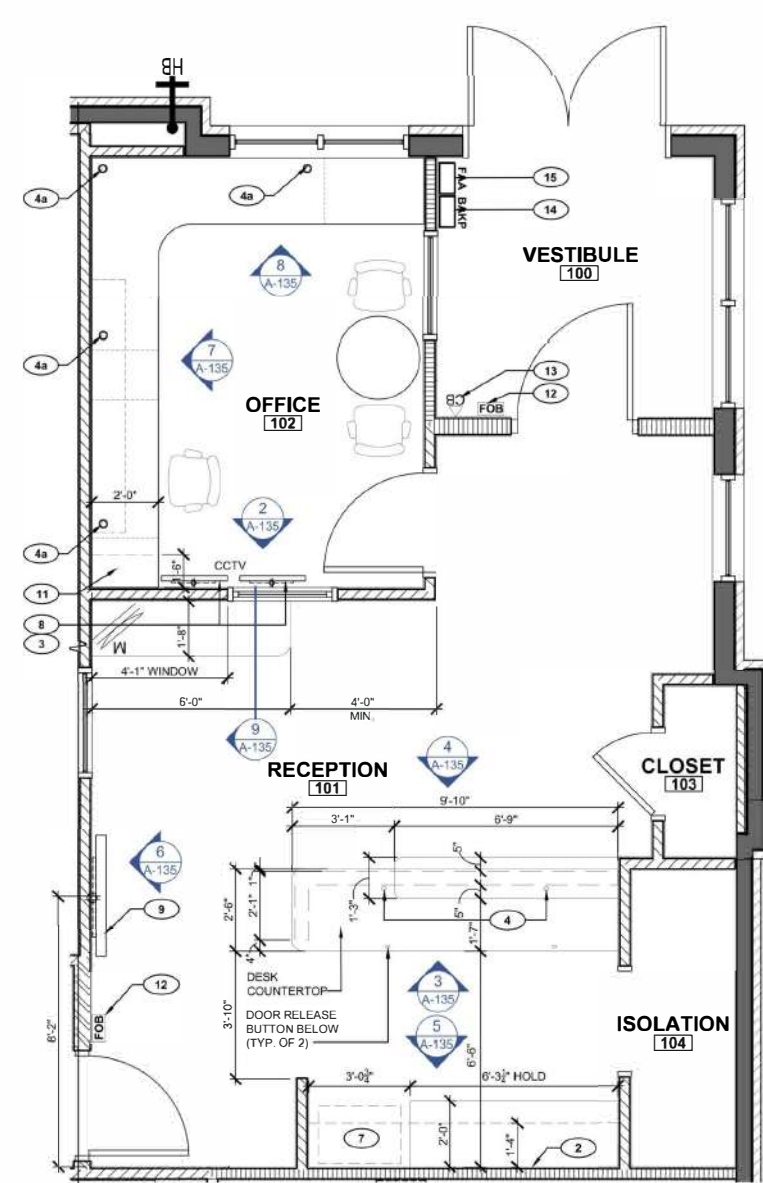 HB
4a
4a
FAA
15
BAKP
14
VESTIBULE
100
8
A-135
7
A-135
4a
OFFICE
102
CB
13
FOB
12
2'-0"
2
A-135
4a
CCTV
1'-6"
11
8
3
M
1'-8"
4'-1" WINDOW
6'-0"
4'-0"
MIN.
9
A-135
RECEPTION
101
4
A-135
CLOSET
103
9'-10"
3'-1"
6'-9"
6
A-135
5"
1"
2'-6"
2'-1"
1'-3"
9
4
5"
1'-7"
4"
DESK
COUNTERTOP
3
A-135
12
FOB
DOOR RELEASE
BUTTON BELOW
(TYP. OF 2)
5
A-135
ISOLATION
104
3'-10"
6'-6"
6'-2"
3'-0 3/4"
6'-3 1/4" HOLD
7
2'-0"
1'-4"
2